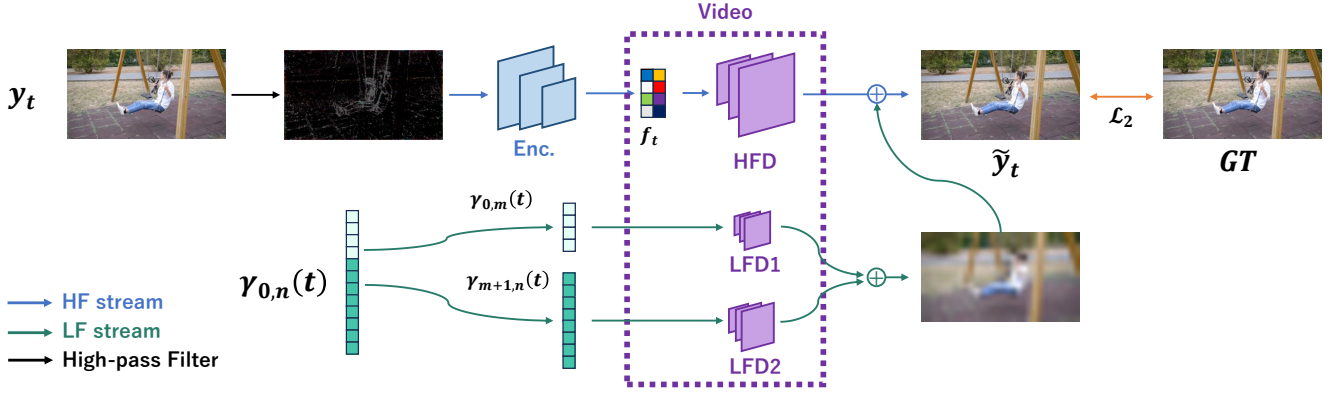 Video
y_t
Enc.
f_t
HFD
ỹ_t
ℒ₂
GT
γ_{0,m}(t)
γ_{0,n}(t)
γ_{m+1,n}(t)
LFD1
LFD2
HF stream
LF stream
High-pass Filter